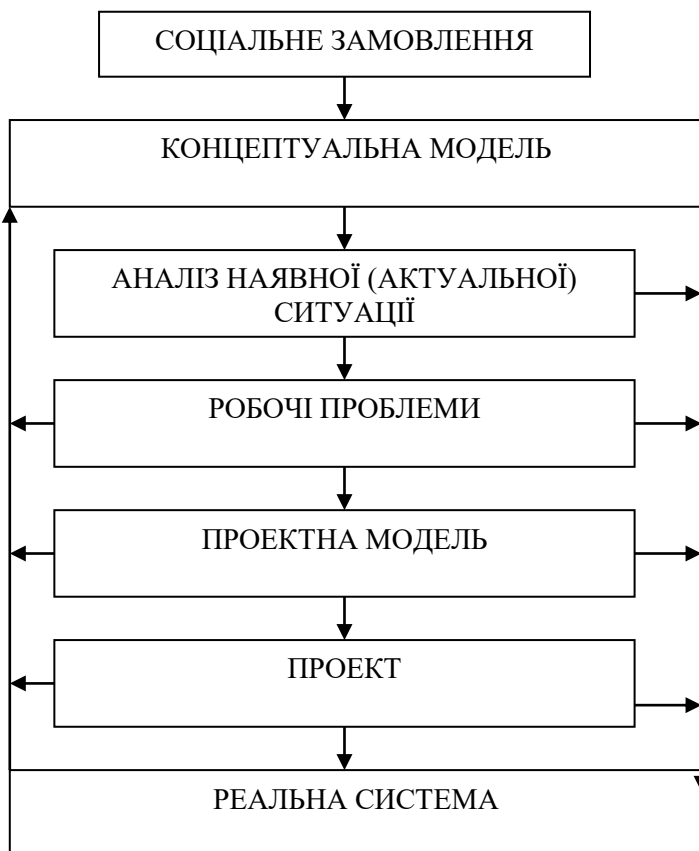 СОЦІАЛЬНЕ ЗАМОВЛЕННЯ
КОНЦЕПТУАЛЬНА МОДЕЛЬ
АНАЛІЗ НАЯВНОЇ (АКТУАЛЬНОЇ)
СИТУАЦІЇ
РОБОЧІ ПРОБЛЕМИ
ПРОЕКТНА МОДЕЛЬ
ПРОЕКТ
РЕАЛЬНА СИСТЕМА